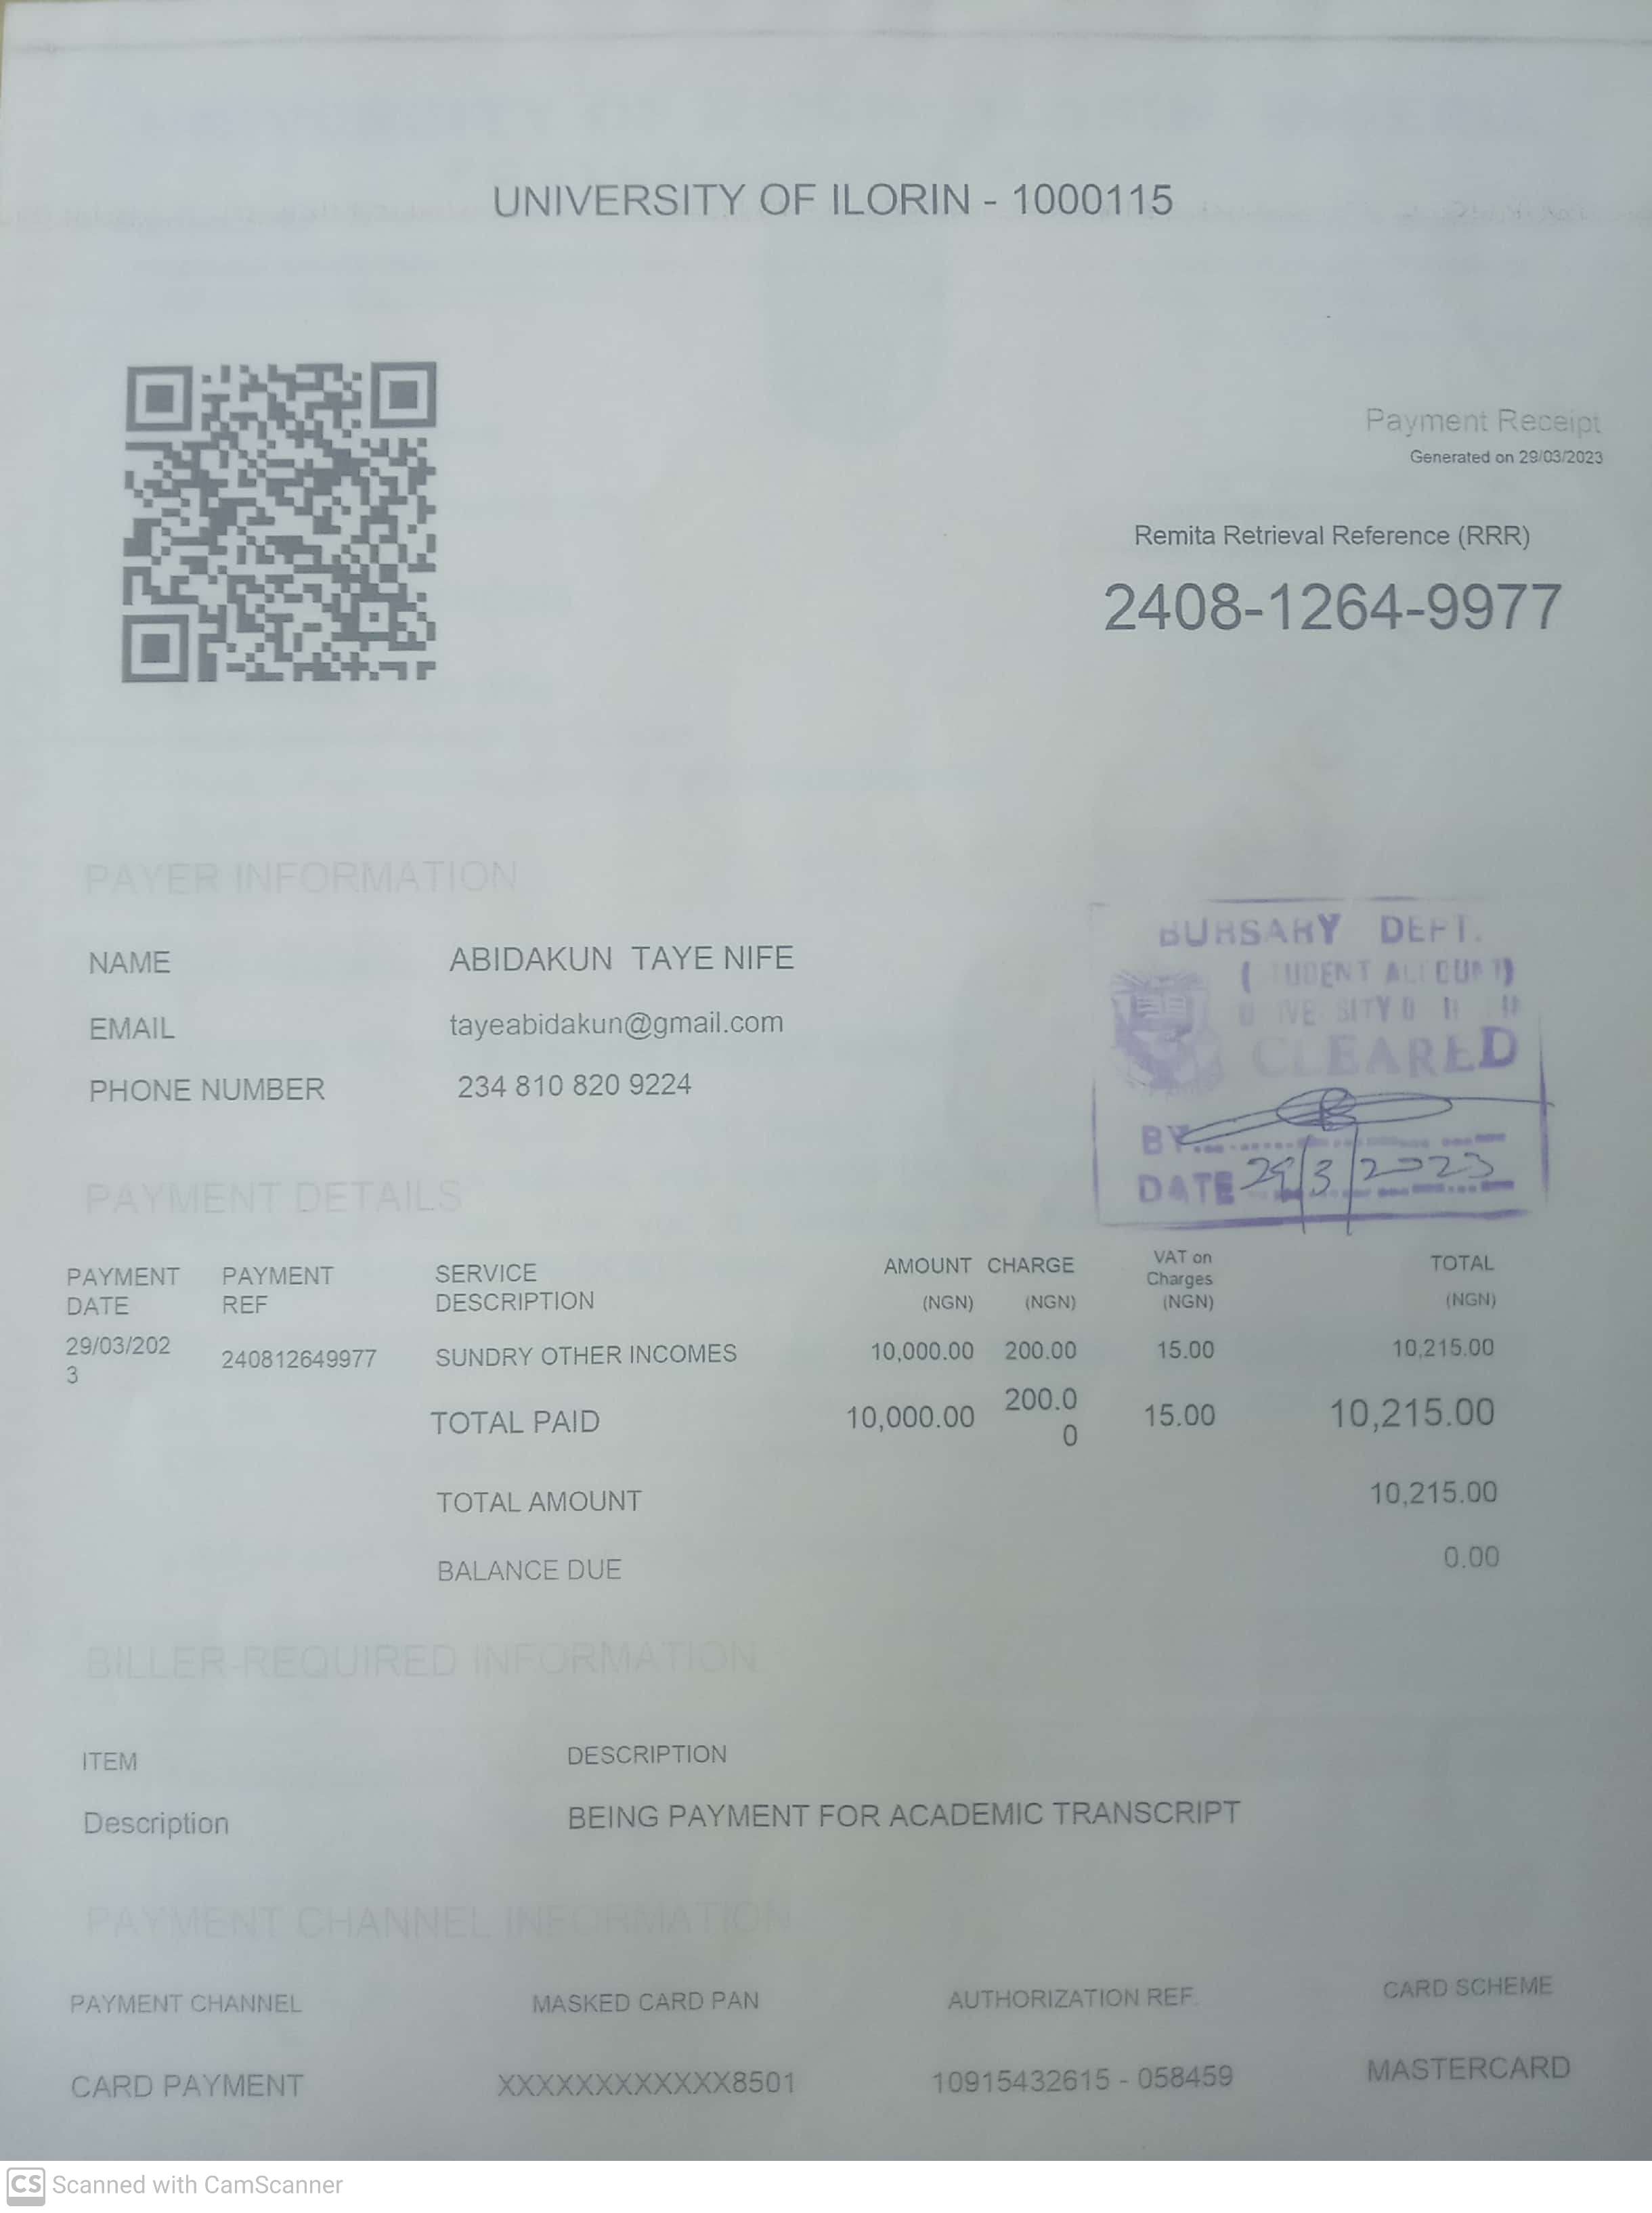 UNIVERSITY OF ILORIN - 1000115
Payment Receipt
Generated on 29/03/2023
Remita Retrieval Reference (RRR)
2408-1264-9977
PAYER INFORMATION
NAME ABIDAKUN TAYE NIFE
EMAIL tayeabidakun@gmail.com
PHONE NUMBER 234 810 820 9224
BURSARY DEPT.
CLEARED
BY
DATE 29/3/2023
PAYMENT DETAILS
PAYMENT DATE PAYMENT REF SERVICE DESCRIPTION AMOUNT (NGN) CHARGE (NGN) VAT on Charges (NGN) TOTAL (NGN)
29/03/2023 240812649977 SUNDRY OTHER INCOMES 10,000.00 200.00 15.00 10,215.00
TOTAL PAID 10,000.00 200.00 15.00 10,215.00
TOTAL AMOUNT 10,215.00
BALANCE DUE 0.00
BILLER-REQUIRED INFORMATION
ITEM DESCRIPTION
Description BEING PAYMENT FOR ACADEMIC TRANSCRIPT
PAYMENT CHANNEL INFORMATION
PAYMENT CHANNEL MASKED CARD PAN AUTHORIZATION REF. CARD SCHEME
CARD PAYMENT XXXXXXXXXXXX8501 10915432615 - 058459 MASTERCARD
CS Scanned with CamScanner